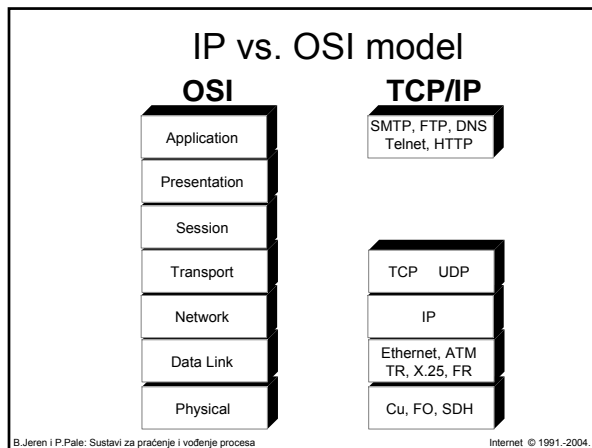 IP vs. OSI model
OSI
Application
Presentation
Session
Transport
Network
Data Link
Physical
TCP/IP
SMTP, FTP, DNS
Telnet, HTTP
TCP UDP
IP
Ethernet, ATM
TR, X.25, FR
Cu, FO, SDH
B.Jeren i P.Pale: Sustavi za praćenje i vođenje procesa
Internet © 1991.-2004.